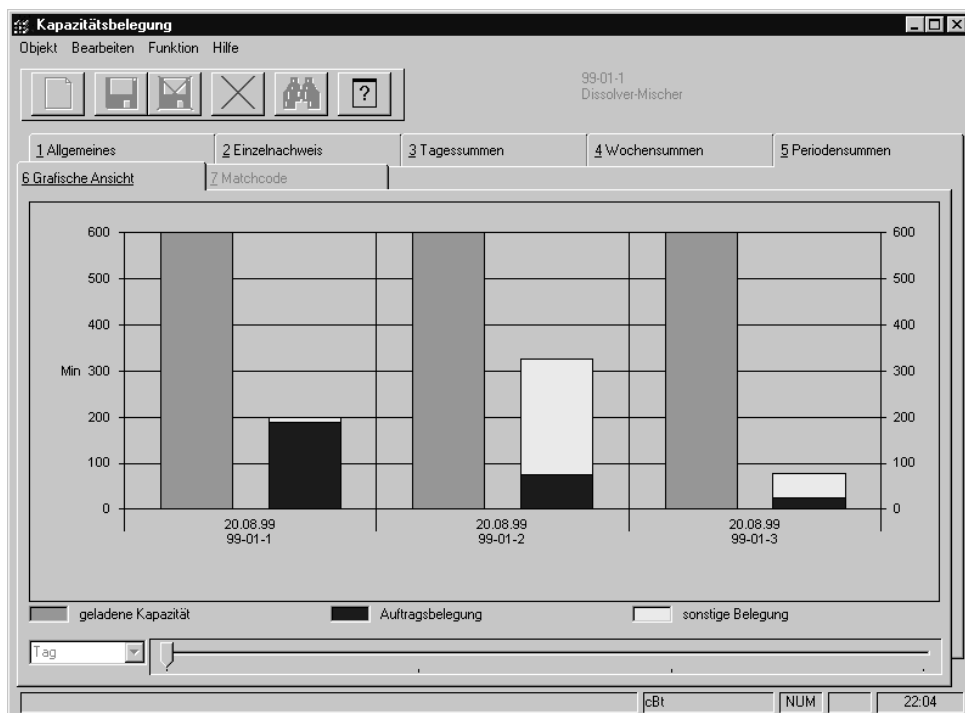 Kapazitätsbelegung
Objekt Bearbeiten Funktion Hilfe
?
99-01-1
Dissolver-Mischer
1 Allgemeines 2 Einzelnachweis 3 Tagessummen 4 Wochensummen 5 Periodensummen
6 Grafische Ansicht 7 Matchcode
600 600
500 500
400 400
Min 300 300
200 200
100 100
0 0
20.08.99 20.08.99 20.08.99
99-01-1 99-01-2 99-01-3
geladene Kapazität Auftragsbelegung sonstige Belegung
Tag
cBt NUM 22:04